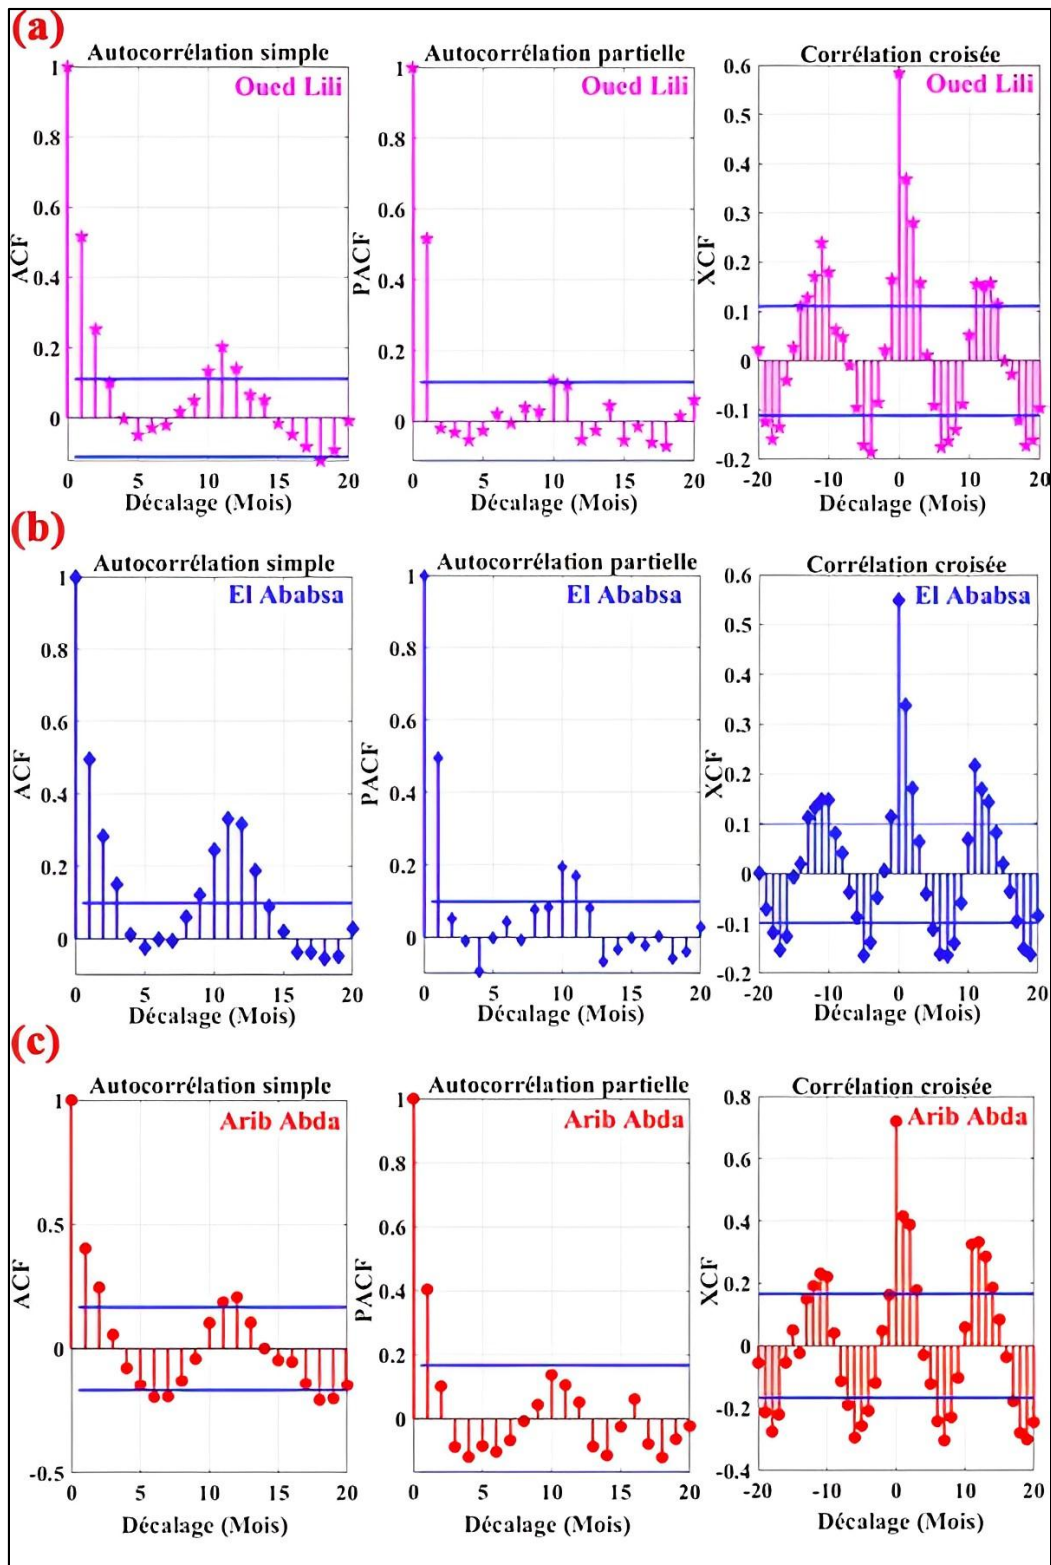 (a)
Autocorrélation simple
Oued Lili
1
0.8
0.6
0.4
0.2
0
ACF
0 5 10 15 20
Décalage (Mois)
Autocorrélation partielle
Oued Lili
1
0.8
0.6
0.4
0.2
0
PACF
0 5 10 15 20
Décalage (Mois)
Corrélation croisée
Oued Lili
0.6
0.5
0.4
0.3
0.2
0.1
0
-0.1
-0.2
XCF
-20 -10 0 10 20
Décalage (Mois)
(b)
Autocorrélation simple
El Ababsa
1
0.8
0.6
0.4
0.2
0
ACF
0 5 10 15 20
Décalage (Mois)
Autocorrélation partielle
El Ababsa
1
0.8
0.6
0.4
0.2
0
PACF
0 5 10 15 20
Décalage (Mois)
Corrélation croisée
El Ababsa
0.6
0.5
0.4
0.3
0.2
0.1
0
-0.1
-0.2
XCF
-20 -10 0 10 20
Décalage (Mois)
(c)
Autocorrélation simple
Arib Abda
1
0.5
0
-0.5
ACF
0 5 10 15 20
Décalage (Mois)
Autocorrélation partielle
Arib Abda
1
0.8
0.6
0.4
0.2
0
PACF
0 5 10 15 20
Décalage (Mois)
Corrélation croisée
Arib Abda
0.8
0.6
0.4
0.2
0
-0.2
-0.4
XCF
-20 -10 0 10 20
Décalage (Mois)